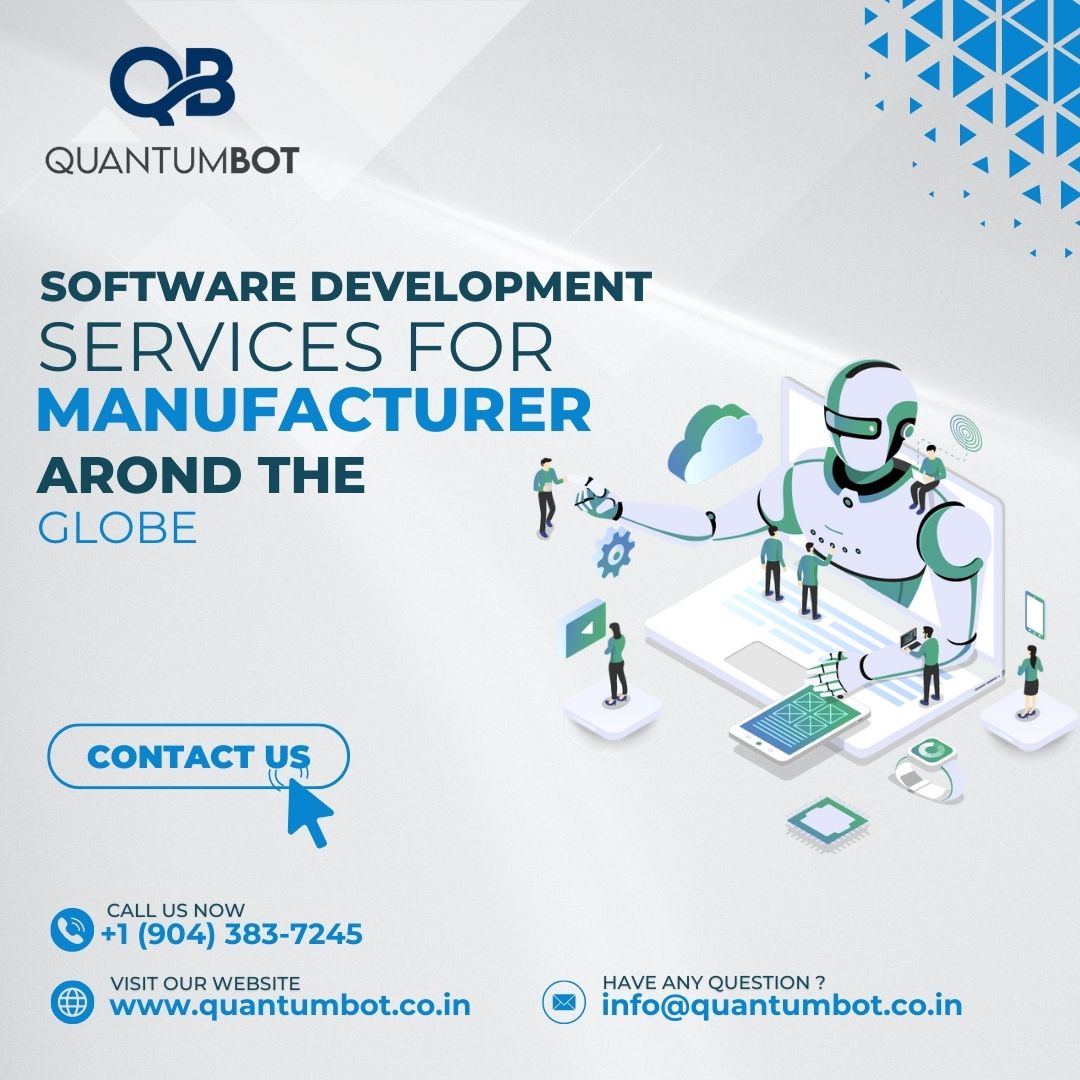 QB
QUANTUMBOT
SOFTWARE DEVELOPMENT
SERVICES FOR
MANUFACTURER
AROND THE
GLOBE
CONTACT US
CALL US NOW
+1 (904) 383-7245
VISIT OUR WEBSITE
www.quantumbot.co.in
HAVE ANY QUESTION ?
info@quantumbot.co.in